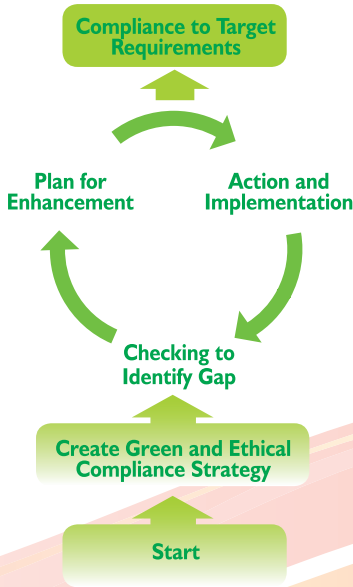 Compliance to Target
Requirements
Plan for
Enhancement
Action and
Implementation
Checking to
Identify Gap
Create Green and Ethical
Compliance Strategy
Start